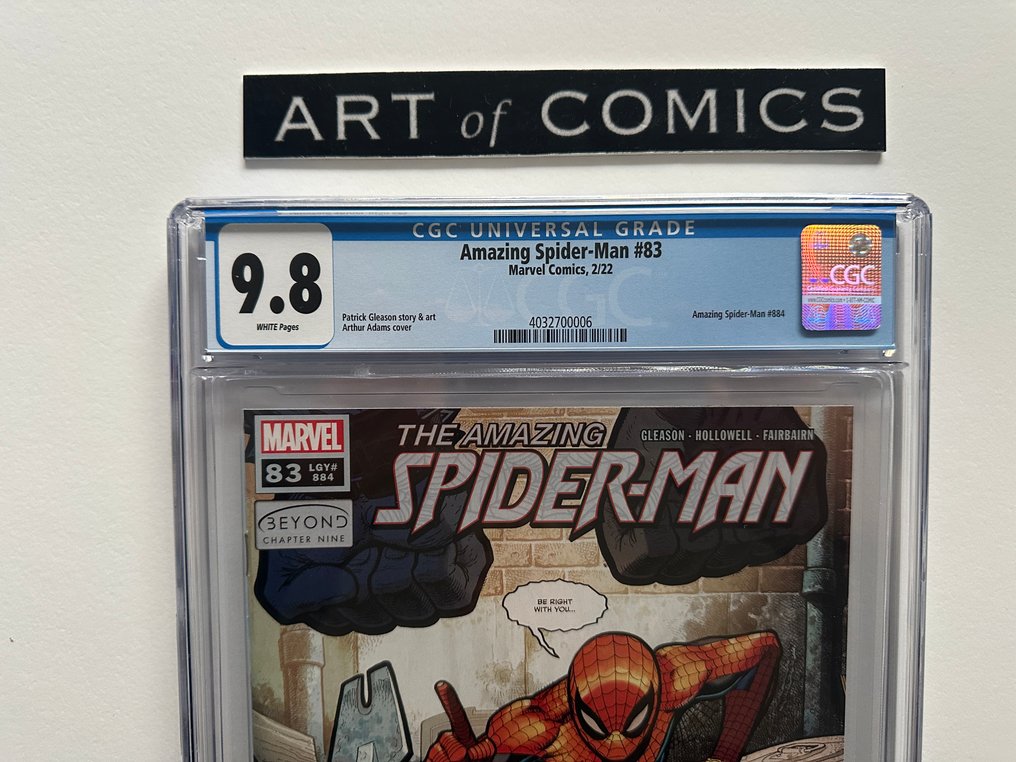 ART of COMICS
CGC UNIVERSAL GRADE
9.8
WHITE Pages
Amazing Spider-Man #83
Marvel Comics, 2/22
Patrick Gleason story & art
Arthur Adams cover
4032700006
Amazing Spider-Man #884
CGC
MARVEL
83 LGY# 884
BEYOND
CHAPTER NINE
THE AMAZING
SPIDER-MAN
GLEASON · HOLLOWELL · FAIRBAIRN
BE RIGHT
WITH YOU...